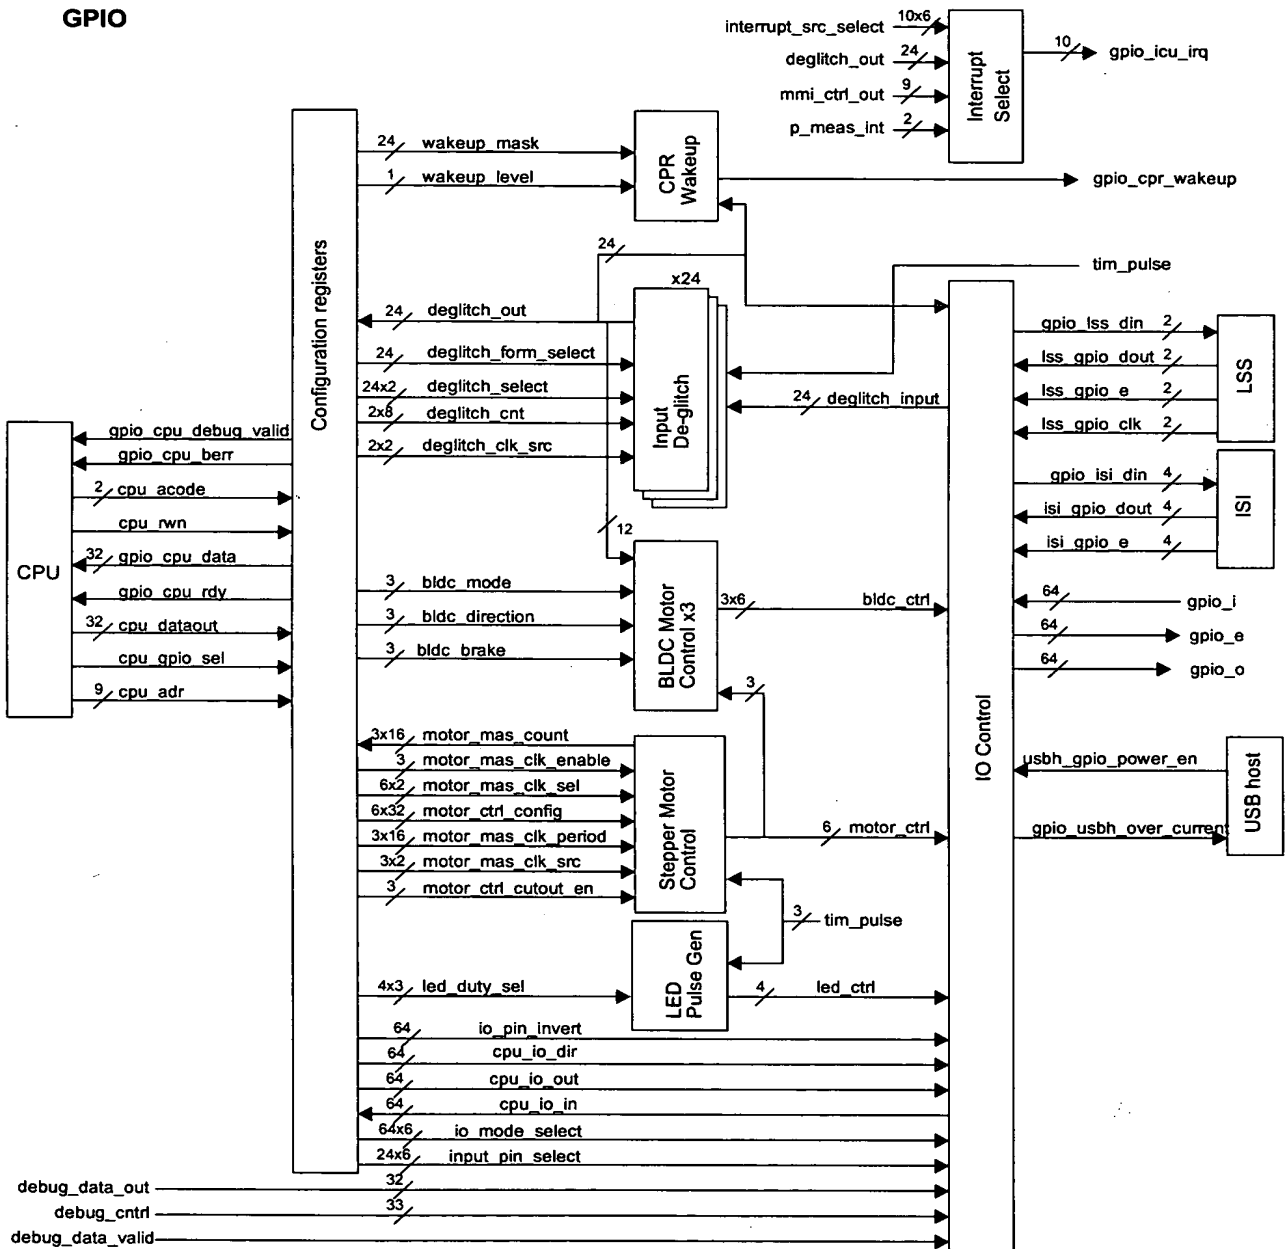 GPIO
interrupt_src_select 10x6
deglitch_out 24
mmi_ctrl_out 9
p_meas_int 2
Interrupt
Select
10 gpio_icu_irq
Configuration registers
24 wakeup_mask
1 wakeup_level
CPR
Wakeup
gpio_cpr_wakeup
24
tim_pulse
x24
24 deglitch_out
24 deglitch_form_select
24x2 deglitch_select
2x8 deglitch_cnt
2x2 deglitch_clk_src
Input
De-glitch
24 deglitch_input
12
CPU
gpio_cpu_debug_valid
gpio_cpu_berr
2 cpu_acode
cpu_rwn
32 gpio_cpu_data
gpio_cpu_rdy
32 cpu_dataout
cpu_gpio_sel
9 cpu_adr
3 bldc_mode
3 bldc_direction
3 bldc_brake
BLDC Motor
Control x3
3x6 bldc_ctrl
3
3x16 motor_mas_count
3 motor_mas_clk_enable
6x2 motor_mas_clk_sel
6x32 motor_ctrl_config
3x16 motor_mas_clk_period
3x2 motor_mas_clk_src
3 motor_ctrl_cutout_en
Stepper Motor
Control
6 motor_ctrl
3 tim_pulse
4x3 led_duty_sel
LED
Pulse Gen
4 led_ctrl
IO Control
gpio_lss_din 2
lss_gpio_dout 2
lss_gpio_e 2
lss_gpio_clk 2
LSS
gpio_isi_din 4
isi_gpio_dout 4
isi_gpio_e 4
ISI
64 gpio_i
64 gpio_e
64 gpio_o
usbh_gpio_power_en
gpio_usbh_over_current
USB host
64 io_pin_invert
64 cpu_io_dir
64 cpu_io_out
64 cpu_io_in
64x6 io_mode_select
24x6 input_pin_select
debug_data_out 32
debug_cntrl 33
debug_data_valid